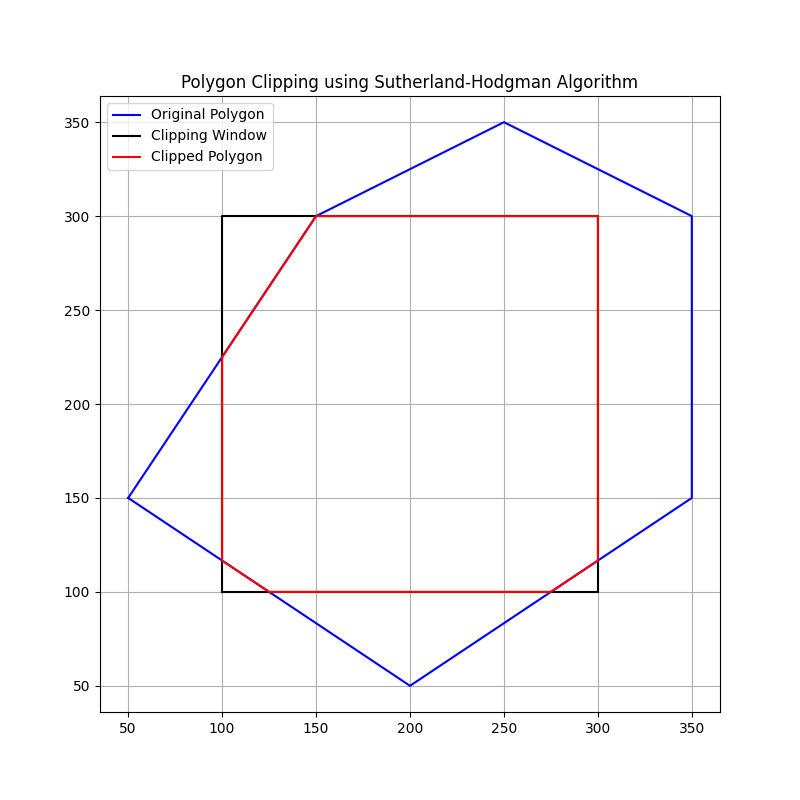 Polygon Clipping using Sutherland-Hodgman Algorithm
Original Polygon
Clipping Window
Clipped Polygon
350
300
250
200
150
100
50
50 100 150 200 250 300 350